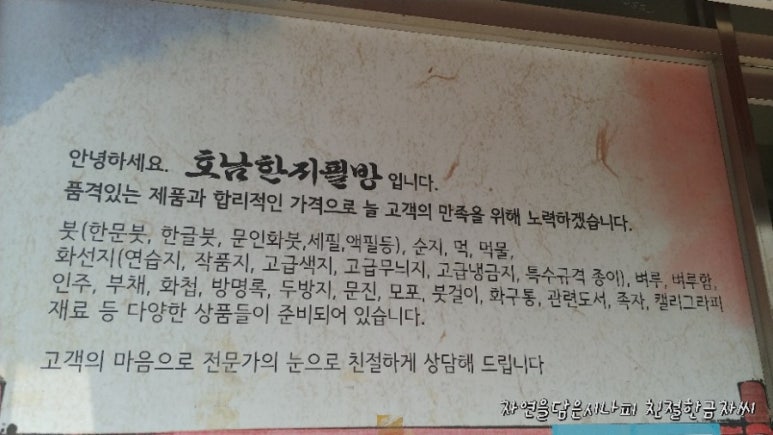 안녕하세요. 호남한지필방 입니다.
품격있는 제품과 합리적인 가격으로 늘 고객의 만족을 위해 노력하겠습니다.
붓(한문붓, 한글붓, 문인화붓,세필,액필등), 순지, 먹, 먹물,
화선지(연습지, 작품지, 고급색지, 고급무늬지, 고급냉금지, 특수규격 종이), 벼루, 벼루함,
인주, 부채, 화첩, 방명록, 두방지, 문진, 모포, 붓걸이, 화구통, 관련도서, 족자, 캘리그라피
재료 등 다양한 상품들이 준비되어 있습니다.
고객의 마음으로 전문가의 눈으로 친절하게 상담해 드립니다
자연을담은시나피 친절한금자씨